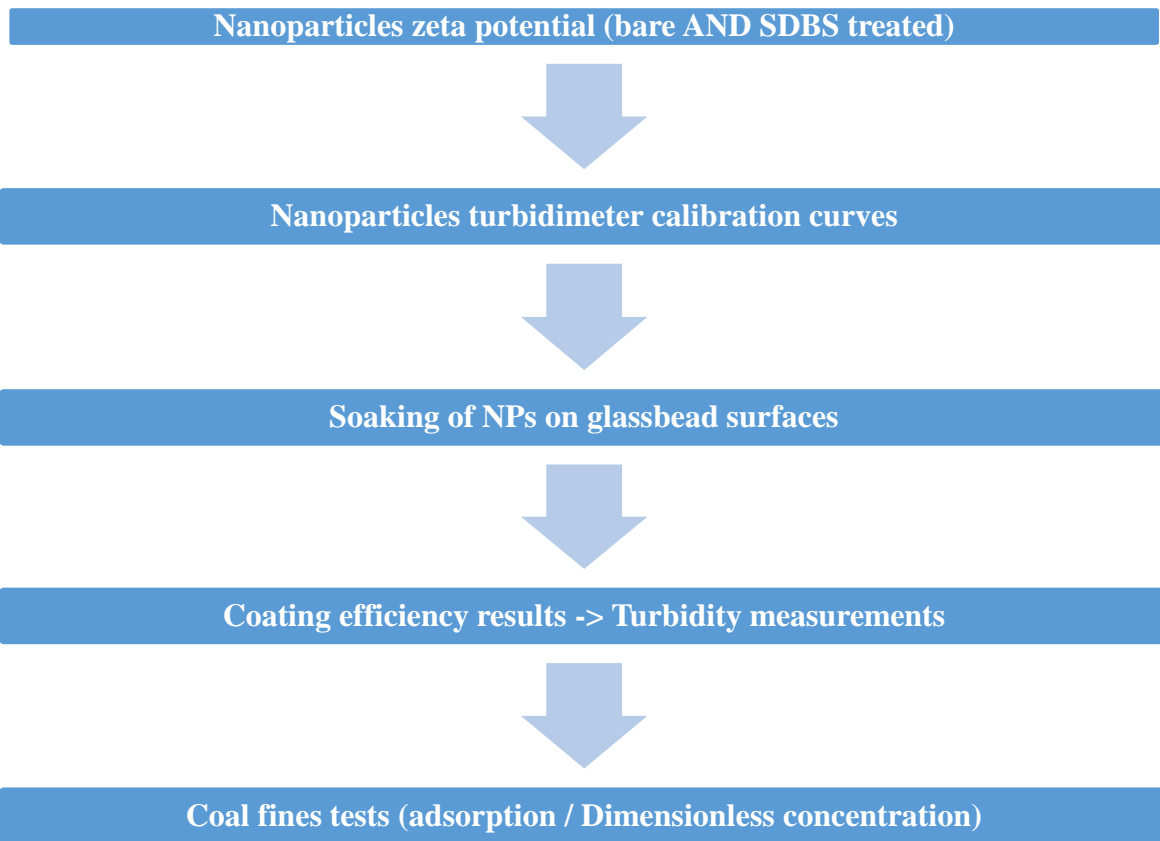 Nanoparticles zeta potential (bare AND SDBS treated)
Nanoparticles turbidimeter calibration curves
Soaking of NPs on glassbead surfaces
Coating efficiency results -> Turbidity measurements
Coal fines tests (adsorption / Dimensionless concentration)